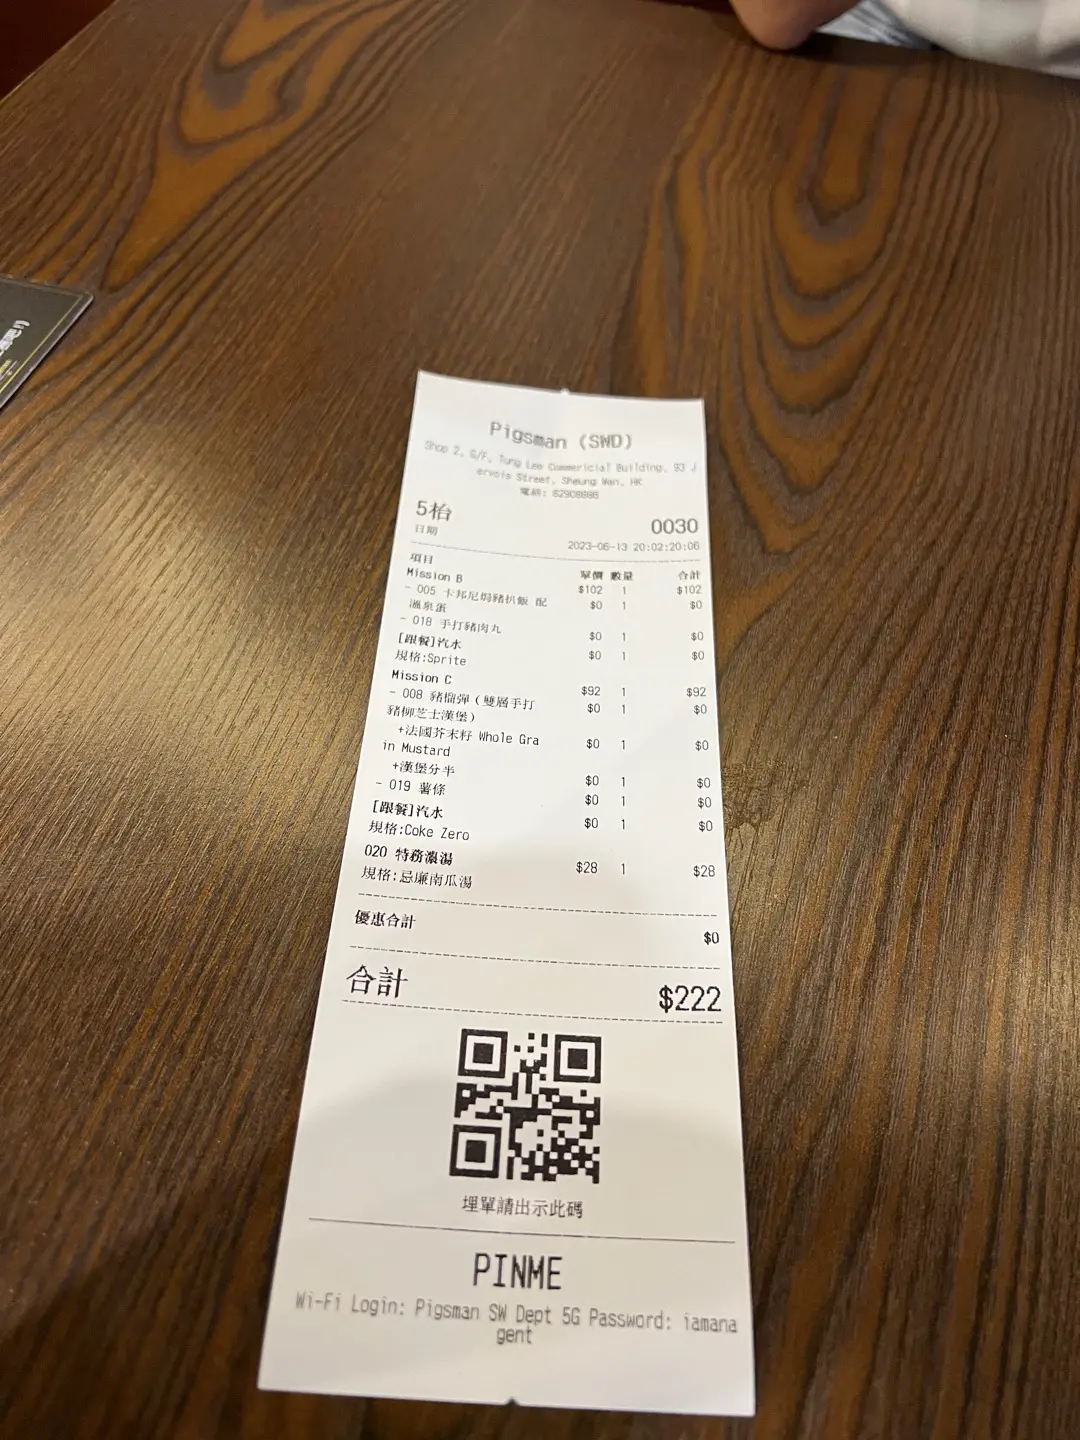 Pigsman (SWD)
Shop 2, G/F, Tung Lee Commericial Building, 93 J
ervois Street, Sheung Wan, HK
電話: 62908886
5枱
0030
日期 2023-06-13 20:02:20:06
項目 單價 數量 合計
Mission B $102 1 $102
- 005 卡邦尼焗豬扒飯 配 $0 1 $0
溫泉蛋
- 018 手打豬肉丸 $0 1 $0
[跟餐]汽水 $0 1 $0
規格:Sprite
Mission C $92 1 $92
- 008 豬榴彈（雙層手打 $0 1 $0
豬柳芝士漢堡）
+法國芥末籽 Whole Gra $0 1 $0
in Mustard
+漢堡分半 $0 1 $0
- 019 薯條 $0 1 $0
[跟餐]汽水 $0 1 $0
規格:Coke Zero
020 特務濃湯 $28 1 $28
規格:忌廉南瓜湯
優惠合計 $0
合計 $222
埋單請出示此碼
PINME
Wi-Fi Login: Pigsman SW Dept 5G Password: iamana
gent